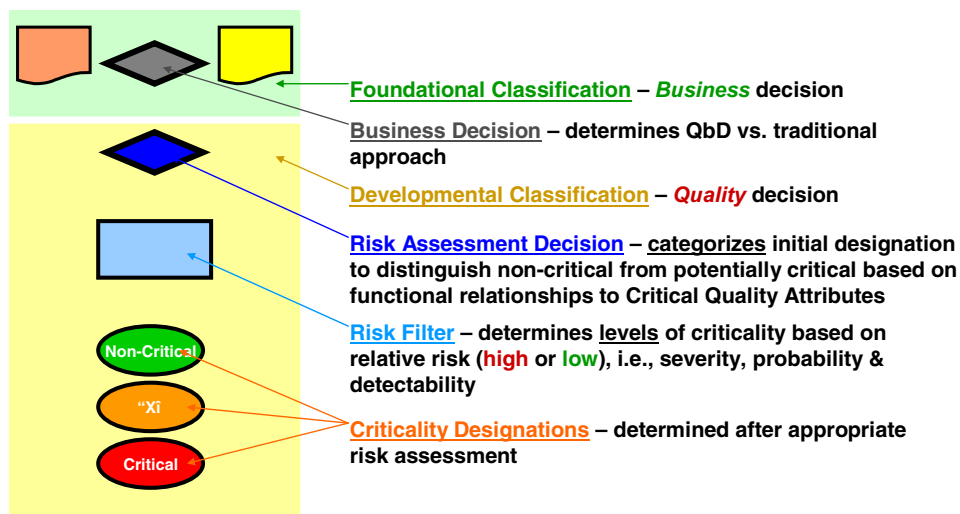 Foundational Classification – Business decision
Business Decision – determines QbD vs. traditional
approach
Developmental Classification – Quality decision
Risk Assessment Decision – categorizes initial designation
to distinguish non-critical from potentially critical based on
functional relationships to Critical Quality Attributes
Risk Filter – determines levels of criticality based on
relative risk (high or low), i.e., severity, probability &
detectability
Non-Critical
“Xî
Critical
Criticality Designations – determined after appropriate
risk assessment